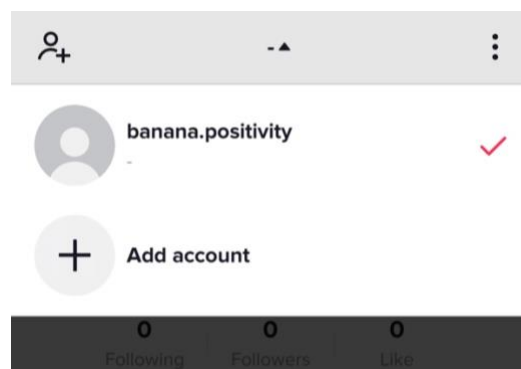 -
banana.positivity
-
Add account
0 0 0
Following Followers Like